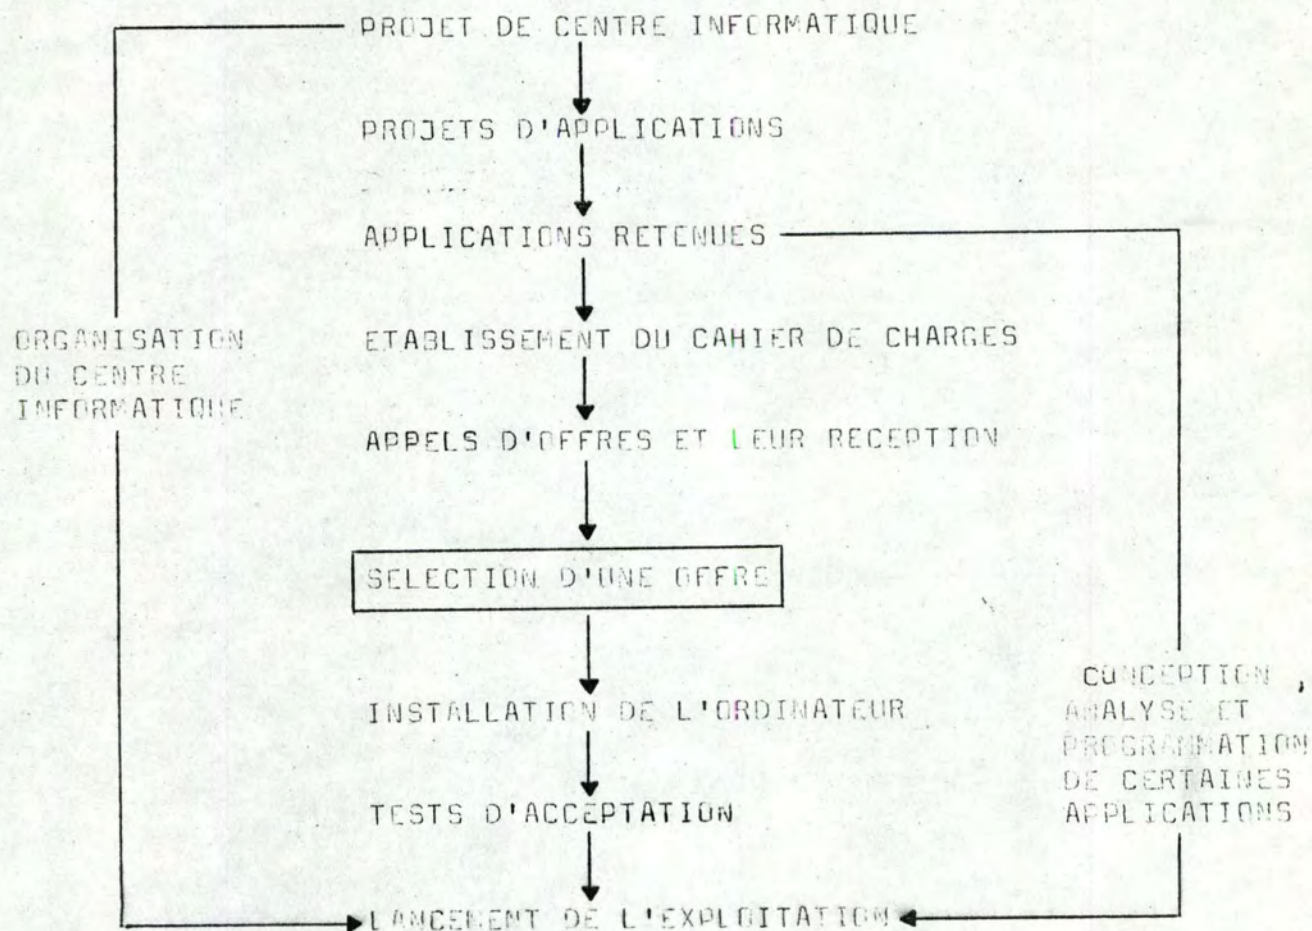 PROJET DE CENTRE INFORMATIQUE
PROJETS D'APPLICATIONS
APPLICATIONS RETENUES
ORGANISATION
DU CENTRE
INFORMATIQUE
ETABLISSEMENT DU CAHIER DE CHARGES
APPELS D'OFFRES ET LEUR RECEPTION
SELECTION D'UNE OFFRE
INSTALLATION DE L'ORDINATEUR
CONCEPTION ,
ANALYSE ET
PROGRAMMATION
DE CERTAINES
APPLICATIONS
TESTS D'ACCEPTATION
LANCEMENT DE L'EXPLOITATION